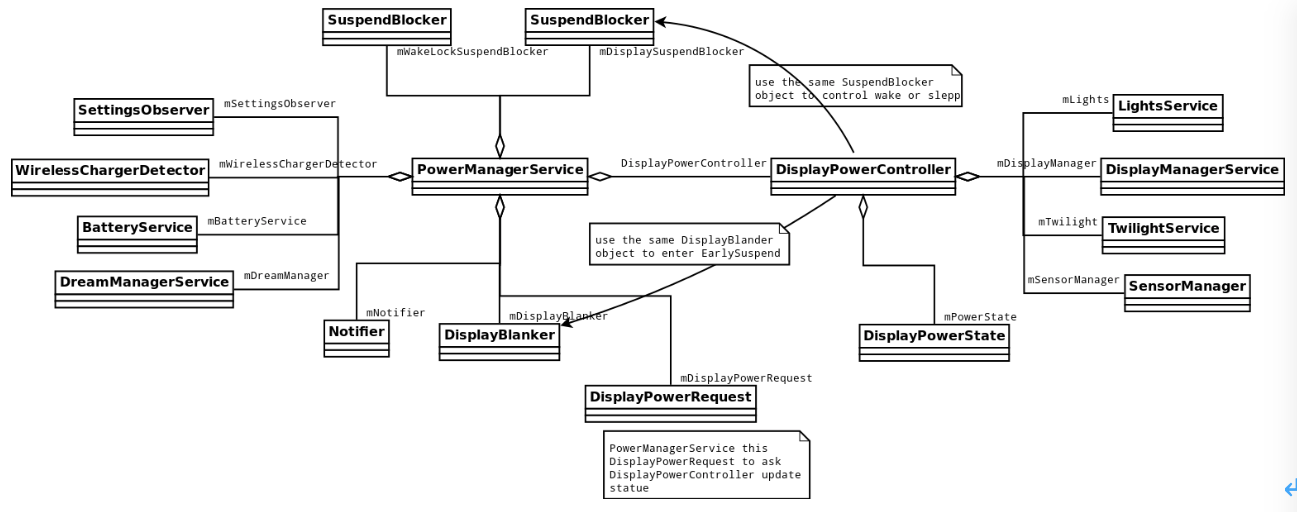 SuspendBlocker
SuspendBlocker
mWakeLockSuspendBlocker
mDisplaySuspendBlocker
use the same SuspendBlocker
object to control wake or slepp
SettingsObserver
mSettingsObserver
mLights
LightsService
WirelessChargerDetector
mWirelessChargerDetector
PowerManagerService
DisplayPowerController
DisplayPowerController
mDisplayManager
DisplayManagerService
BatteryService
mBatteryService
mTwilight
TwilightService
use the same DisplayBlander
object to enter EarlySuspend
DreamManagerService
mDreamManager
mSensorManager
SensorManager
mNotifier
Notifier
mDisplayBlanker
DisplayBlanker
mPowerState
DisplayPowerState
mDisplayPowerRequest
DisplayPowerRequest
PowerManagerService this
DisplayPowerRequest to ask
DisplayPowerController update
statue